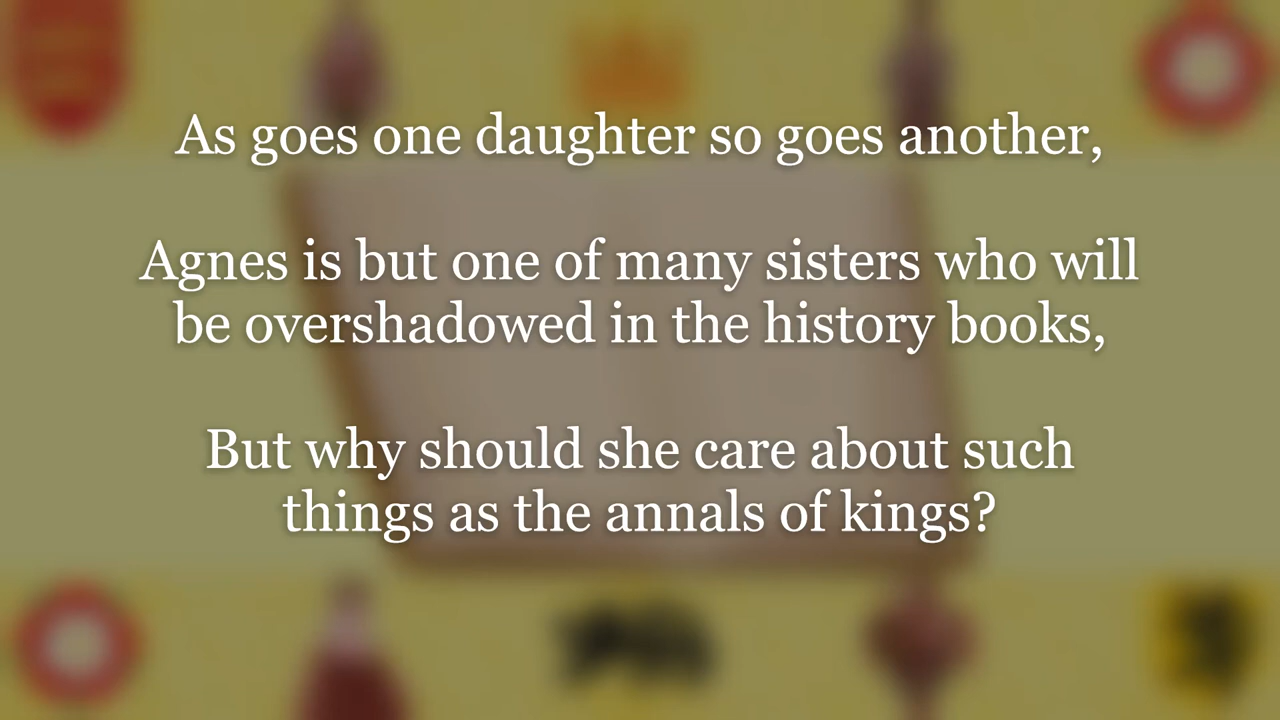 As goes one daughter so goes another,
Agnes is but one of many sisters who will
be overshadowed in the history books,
But why should she care about such
things as the annals of kings?